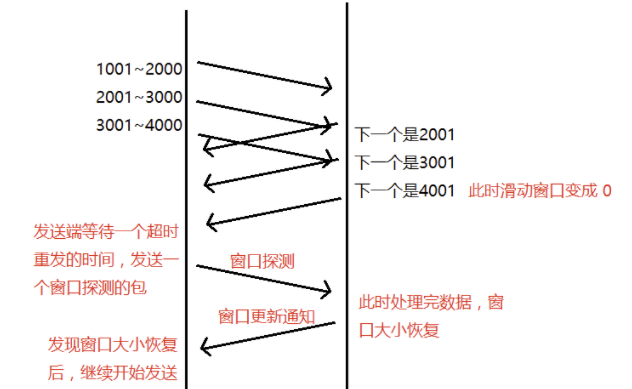 1001~2000
2001~3000
3001~4000
下一个是2001
下一个是3001
下一个是4001 此时滑动窗口变成 0
发送端等待一个超时
重发的时间，发送一
个窗口探测的包
窗口探测
此时处理完数据，窗
口大小恢复
窗口更新通知
发现窗口大小恢复
后，继续开始发送